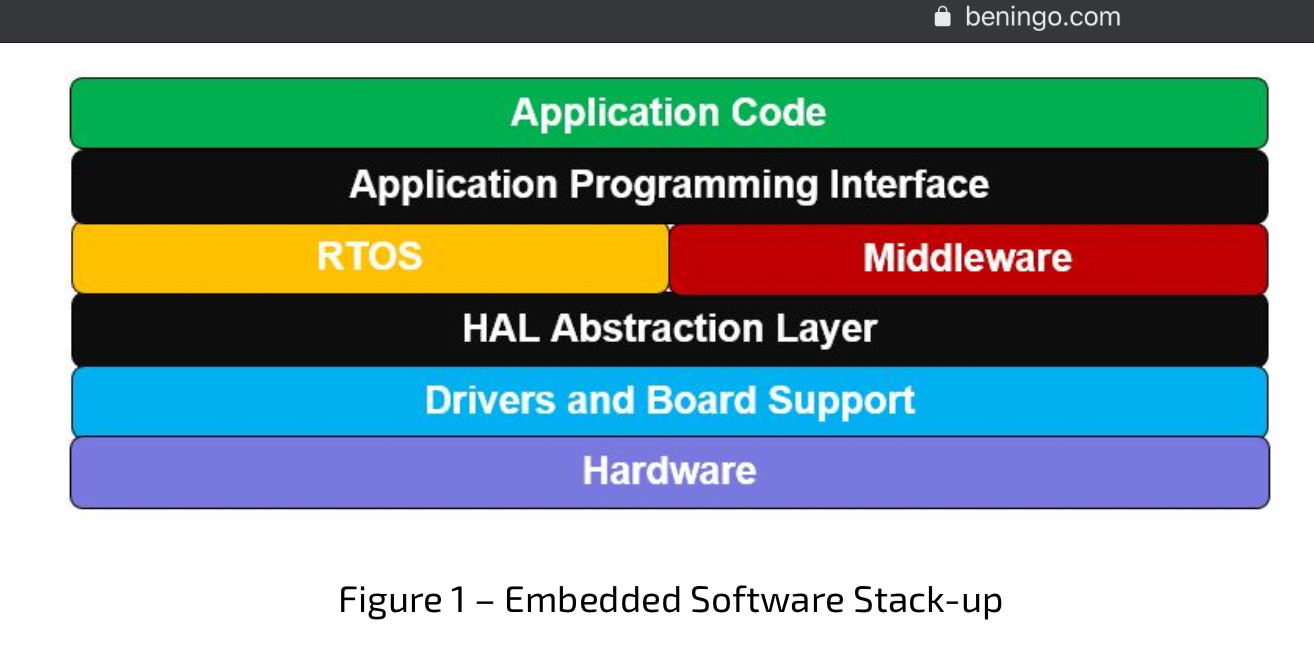 beningo.com
Application Code
Application Programming Interface
RTOS
Middleware
HAL Abstraction Layer
Drivers and Board Support
Hardware
Figure 1 – Embedded Software Stack-up